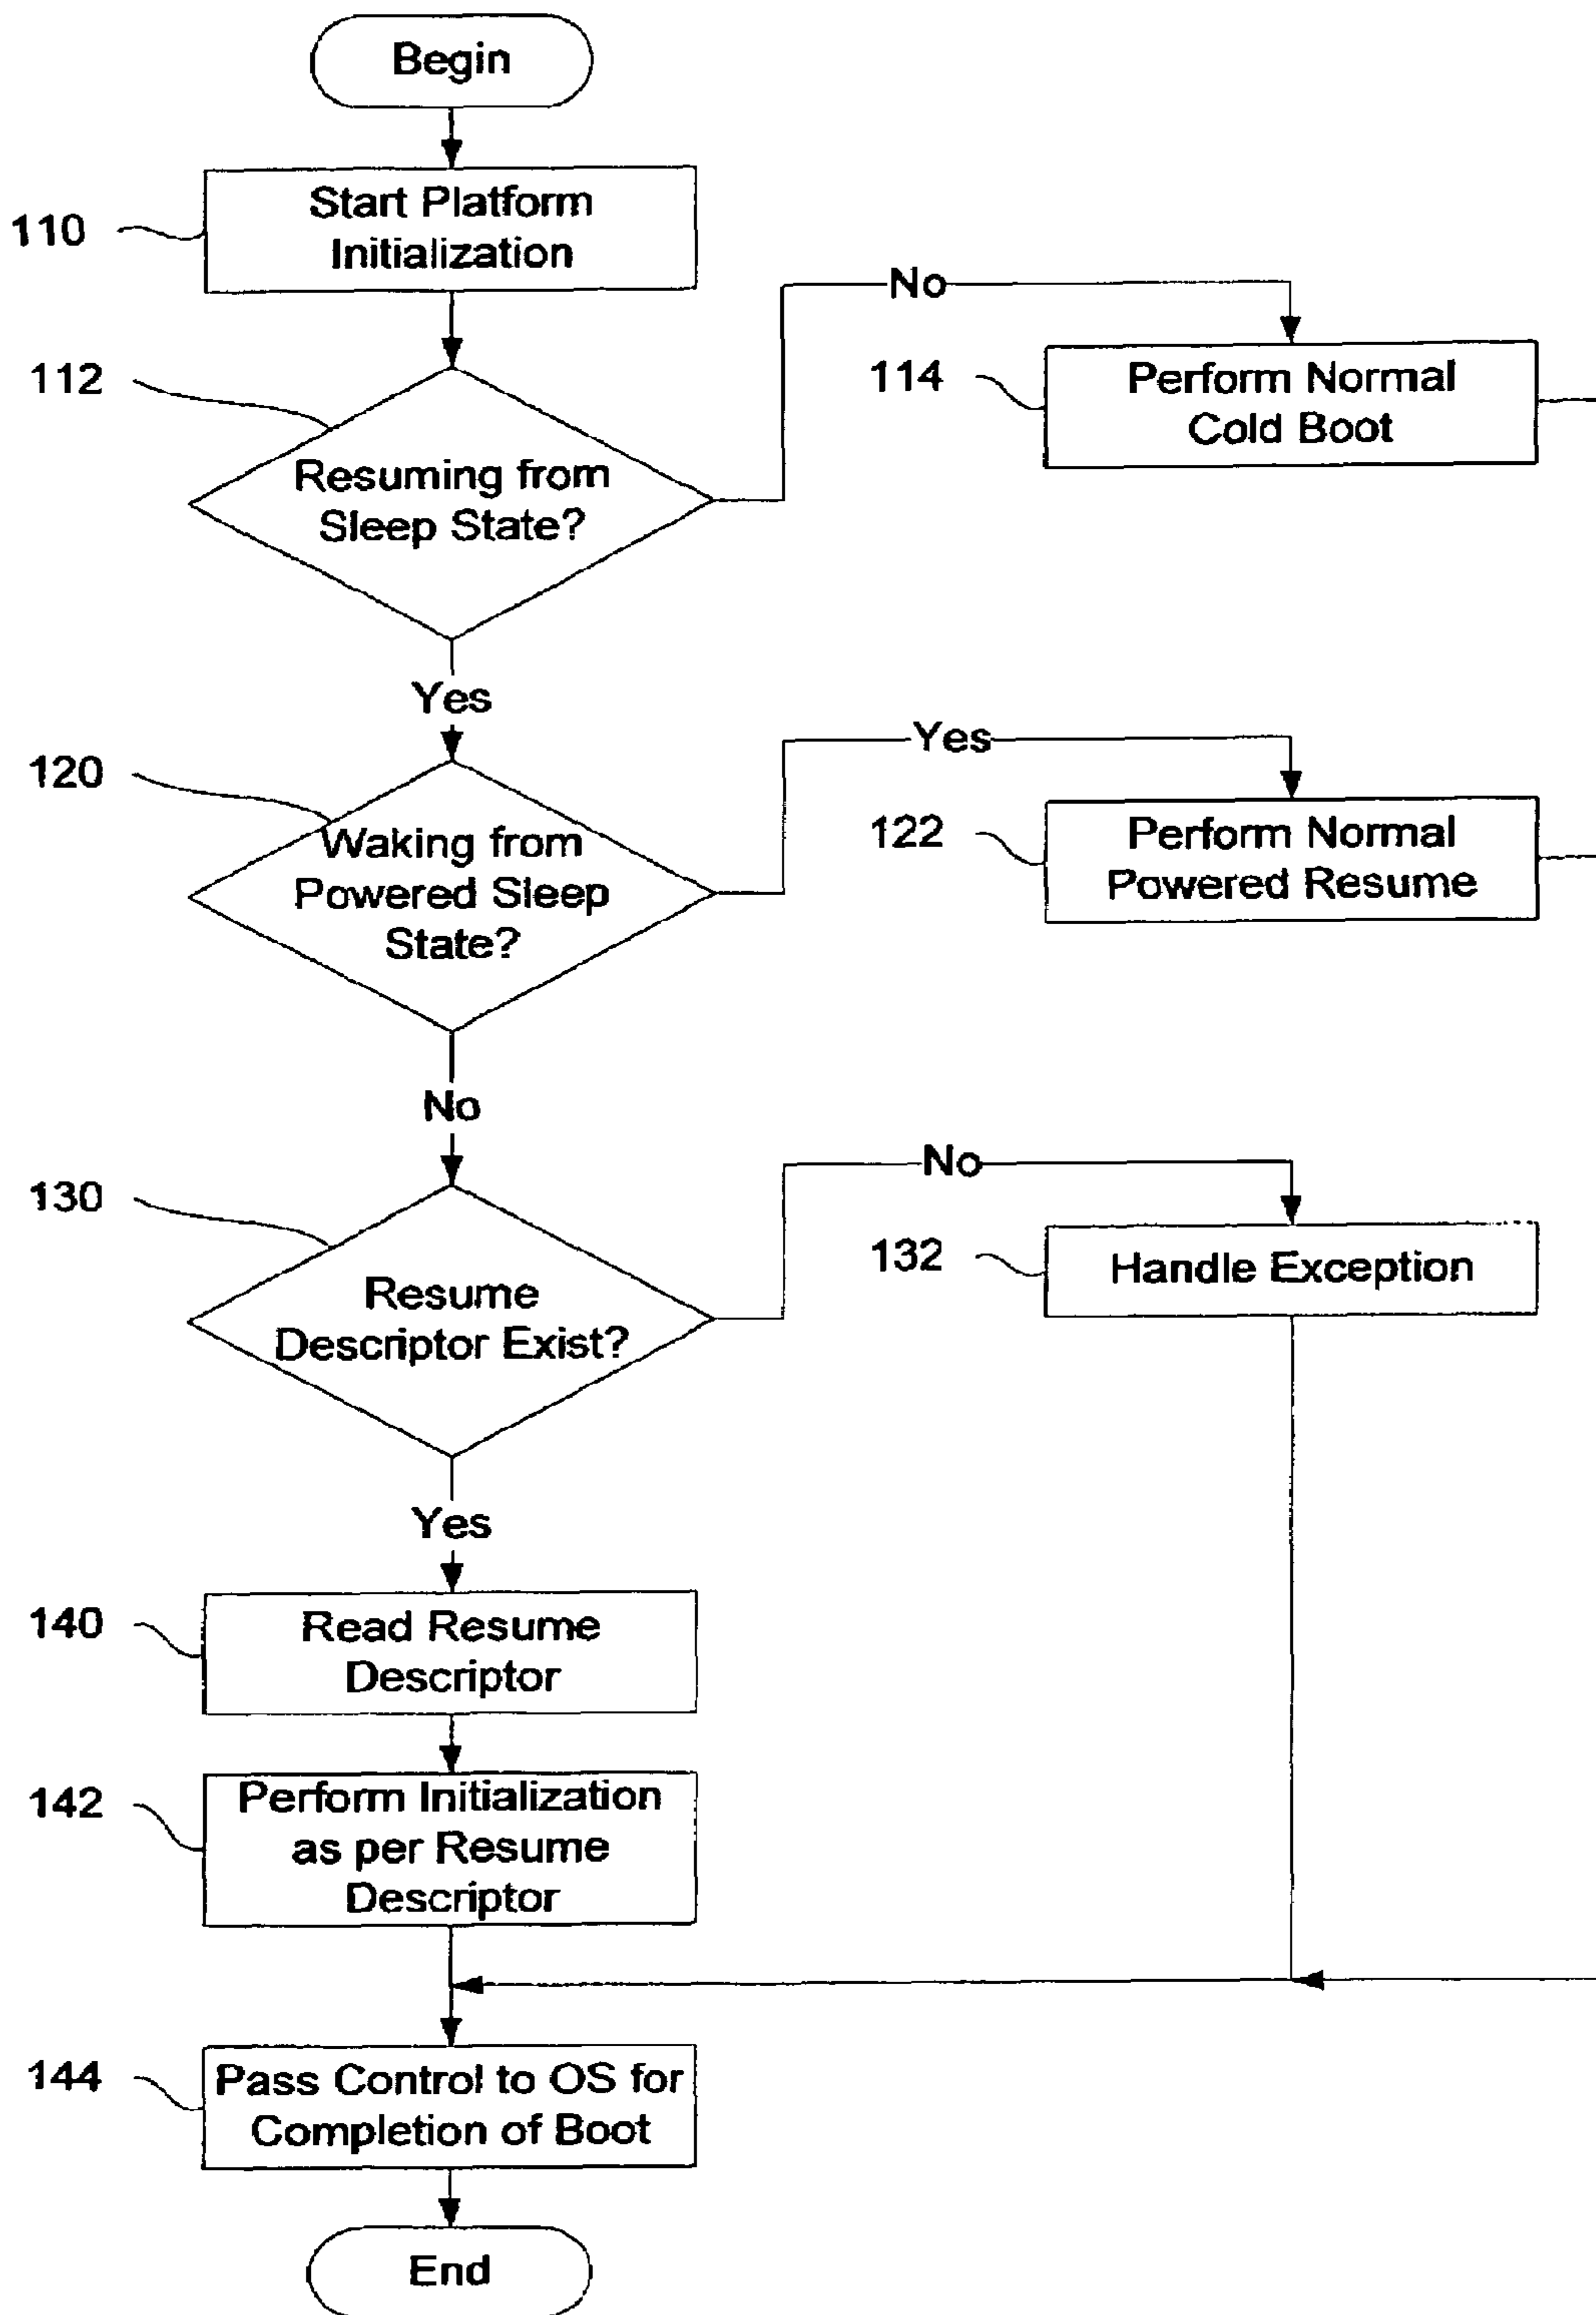 Begin
110
Start Platform
Initialization
No
112
Resuming from
Sleep State?
114
Perform Normal
Cold Boot
Yes
120
Waking from
Powered Sleep
State?
Yes
122
Perform Normal
Powered Resume
No
130
Resume
Descriptor Exist?
No
132
Handle Exception
Yes
140
Read Resume
Descriptor
142
Perform Initialization
as per Resume
Descriptor
144
Pass Control to OS for
Completion of Boot
End